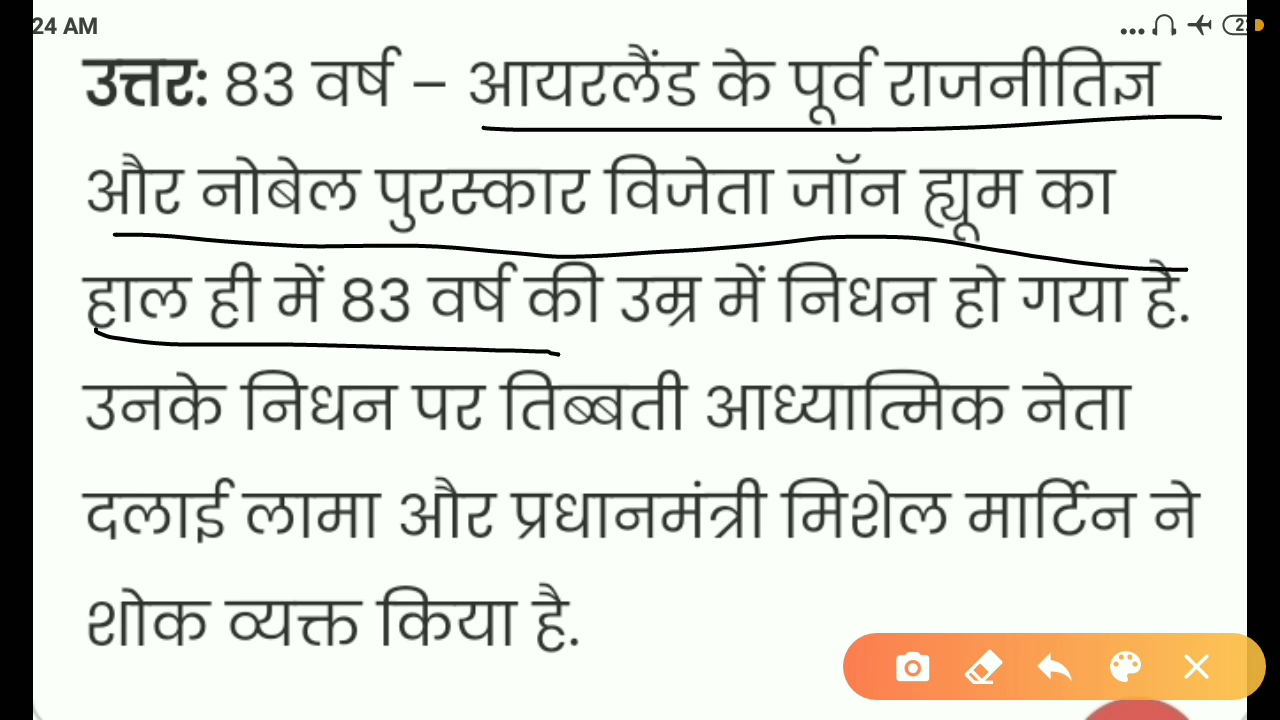 24 AM
उत्तर: 83 वर्ष – आयरलैंड के पूर्व राजनीतिज्ञ
और नोबेल पुरस्कार विजेता जॉन ह्यूम का
हाल ही में 83 वर्ष की उम्र में निधन हो गया है.
उनके निधन पर तिब्बती आध्यात्मिक नेता
दलाई लामा और प्रधानमंत्री मिशेल मार्टिन ने
शोक व्यक्त किया है.